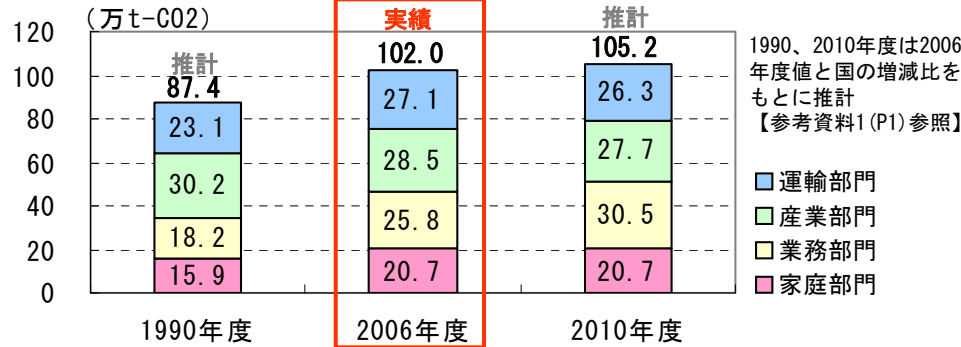 (万t-CO2)
120
100
80
60
40
20
0
推計
87.4
23.1
30.2
18.2
15.9
1990年度
実績
102.0
27.1
28.5
25.8
20.7
2006年度
推計
105.2
26.3
27.7
30.5
20.7
2010年度
1990、2010年度は2006
年度値と国の増減比を
もとに推計
【参考資料1(P1)参照】
運輸部門
産業部門
業務部門
家庭部門